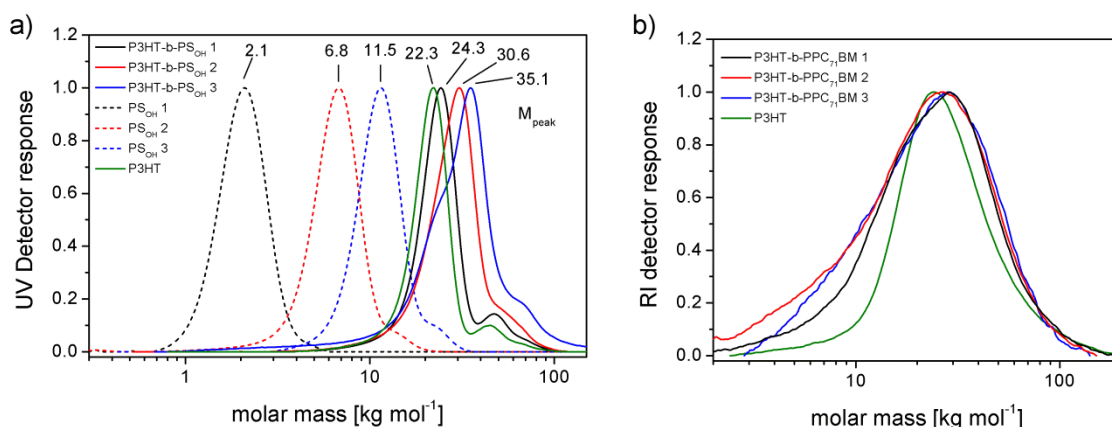 a)
UV Detector response
1.2
1.0
0.8
0.6
0.4
0.2
0.0
P3HT-b-PS_OH 1
P3HT-b-PS_OH 2
P3HT-b-PS_OH 3
PS_OH 1
PS_OH 2
PS_OH 3
P3HT
2.1
6.8
11.5
22.3
24.3
30.6
35.1
M_peak
1
10
100
molar mass [kg mol⁻¹]
b)
RI detector response
1.2
1.0
0.8
0.6
0.4
0.2
0.0
P3HT-b-PPC₇₁BM 1
P3HT-b-PPC₇₁BM 2
P3HT-b-PPC₇₁BM 3
P3HT
10
100
molar mass [kg mol⁻¹]